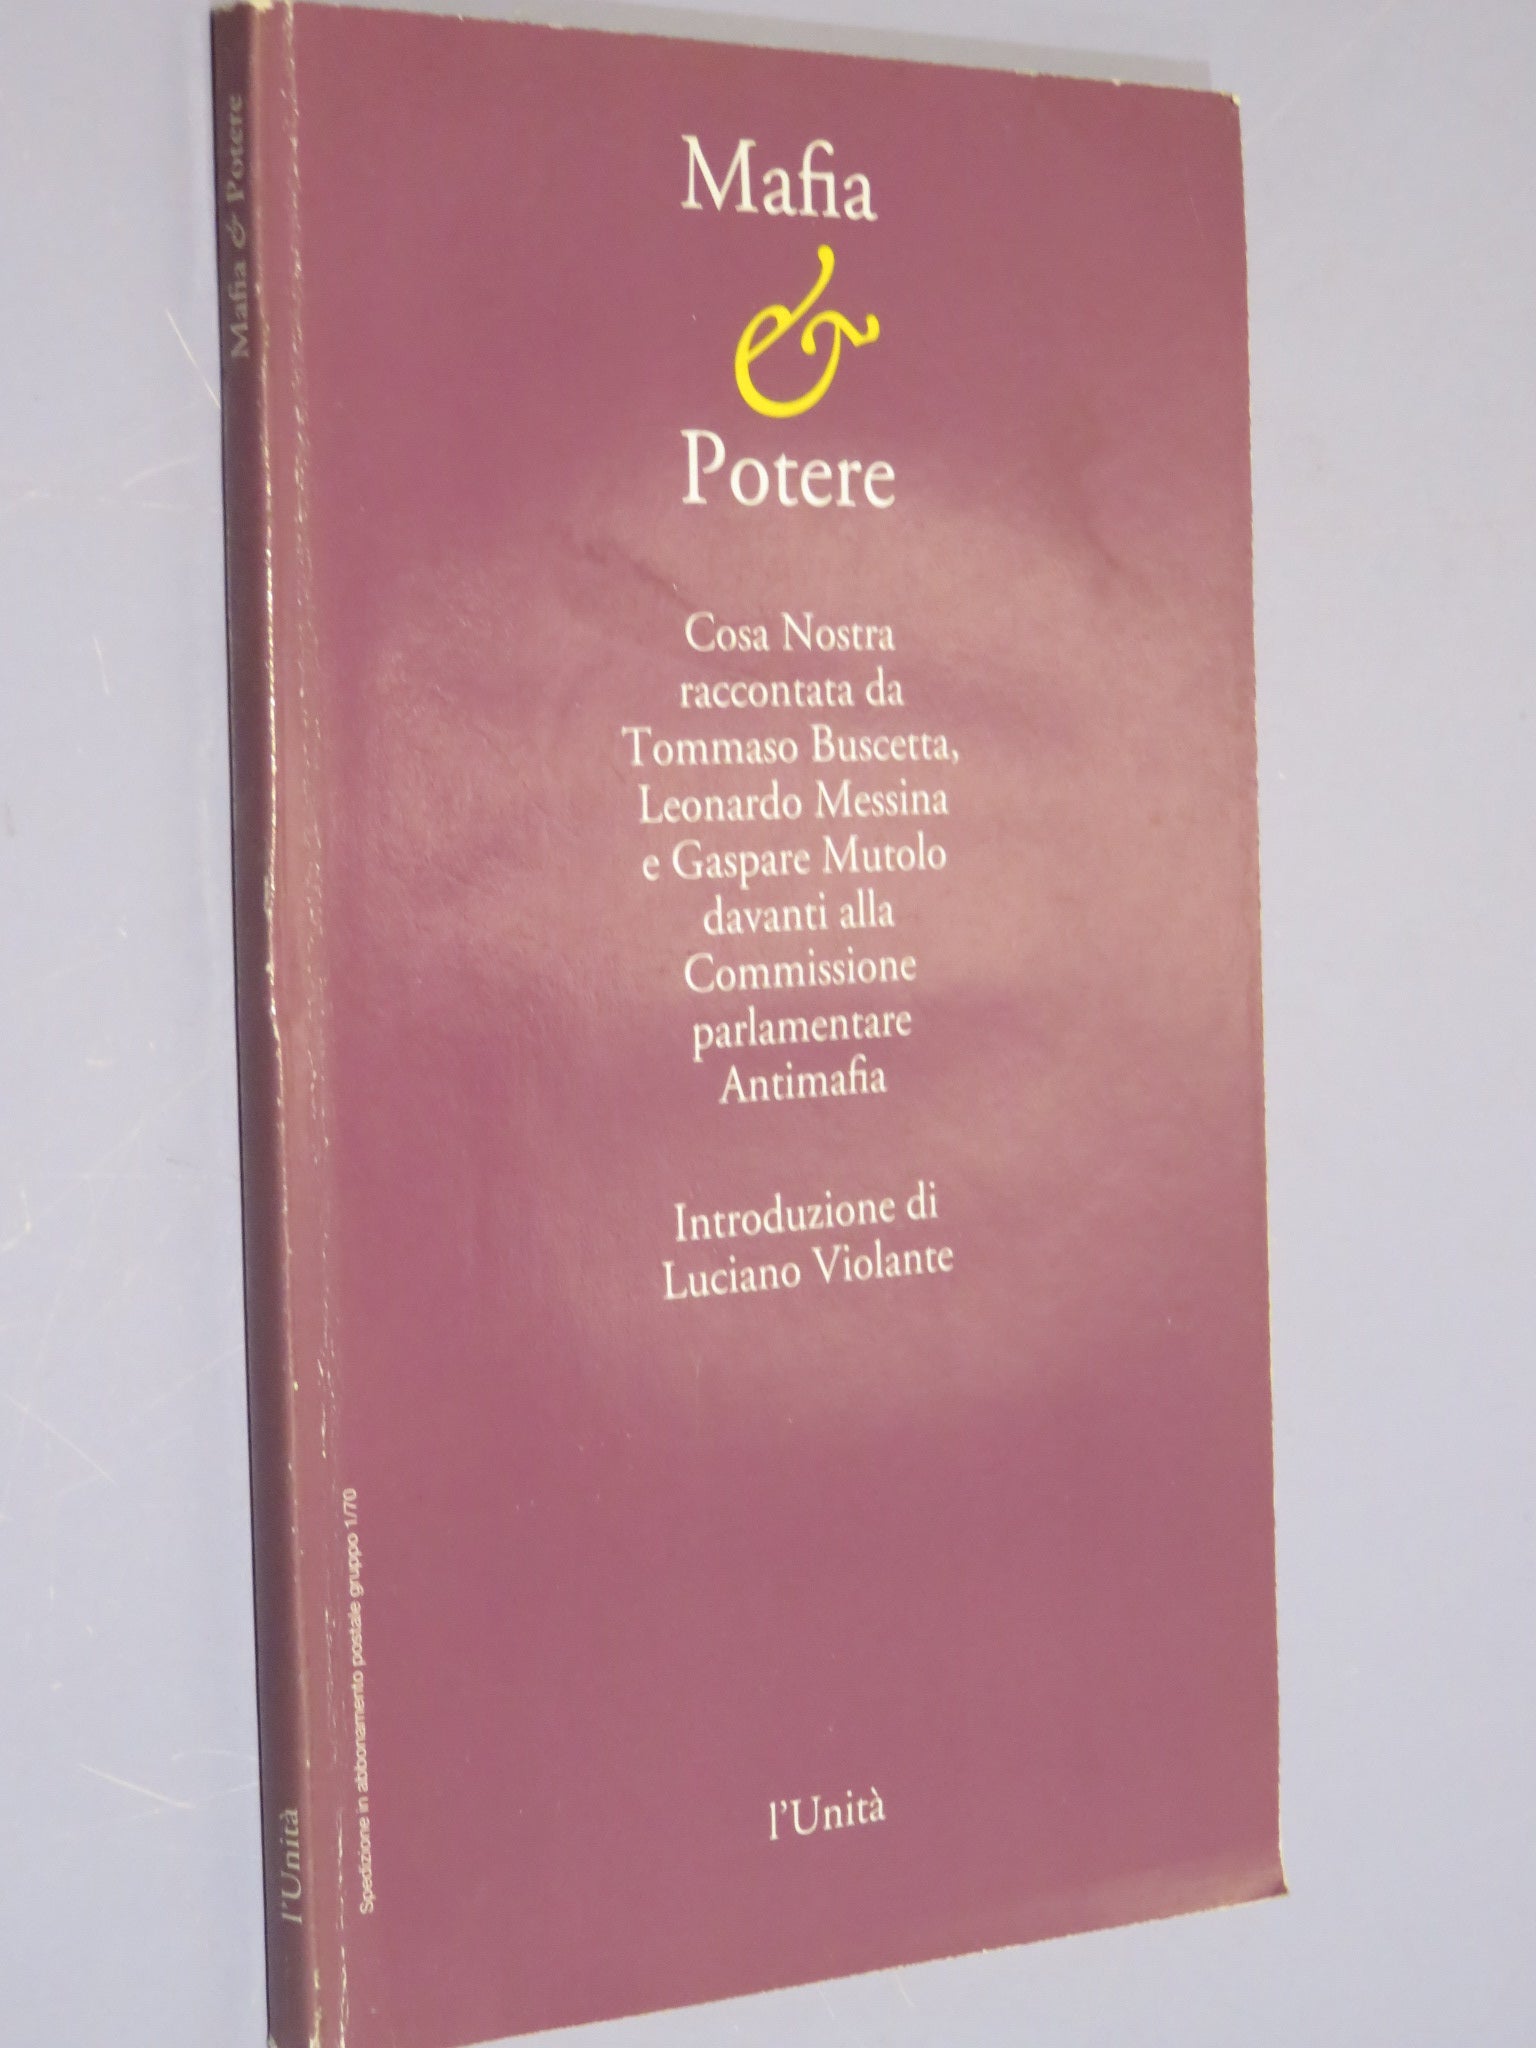 Mafia
&
Potere
Cosa Nostra
raccontata da
Tommaso Buscetta,
Leonardo Messina
e Gaspare Mutolo
davanti alla
Commissione
parlamentare
Antimafia
Introduzione di
Luciano Violante
l'Unità
Spedizione in abbonamento postale gruppo 1/70
Mafia & Potere
l'Unità